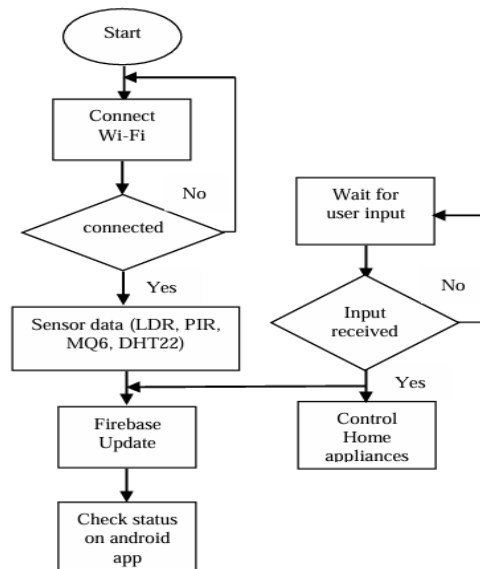 Start
Connect
Wi-Fi
No
connected
Yes
Sensor data (LDR, PIR,
MQ6, DHT22)
Firebase
Update
Check status
on android
app
Wait for
user input
No
Input
received
Yes
Control
Home
appliances